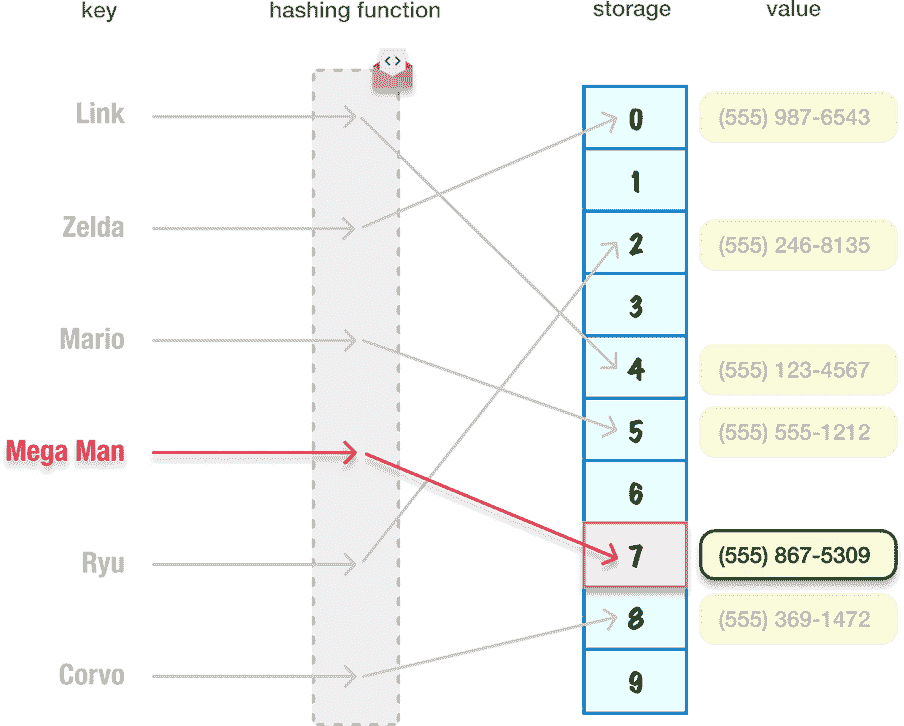 key hashing function storage value
Link
Zelda
Mario
Mega Man
Ryu
Corvo
<>
0 (555) 987-6543
1
2 (555) 246-8135
3
4 (555) 123-4567
5 (555) 555-1212
6
7 (555) 867-5309
8 (555) 369-1472
9